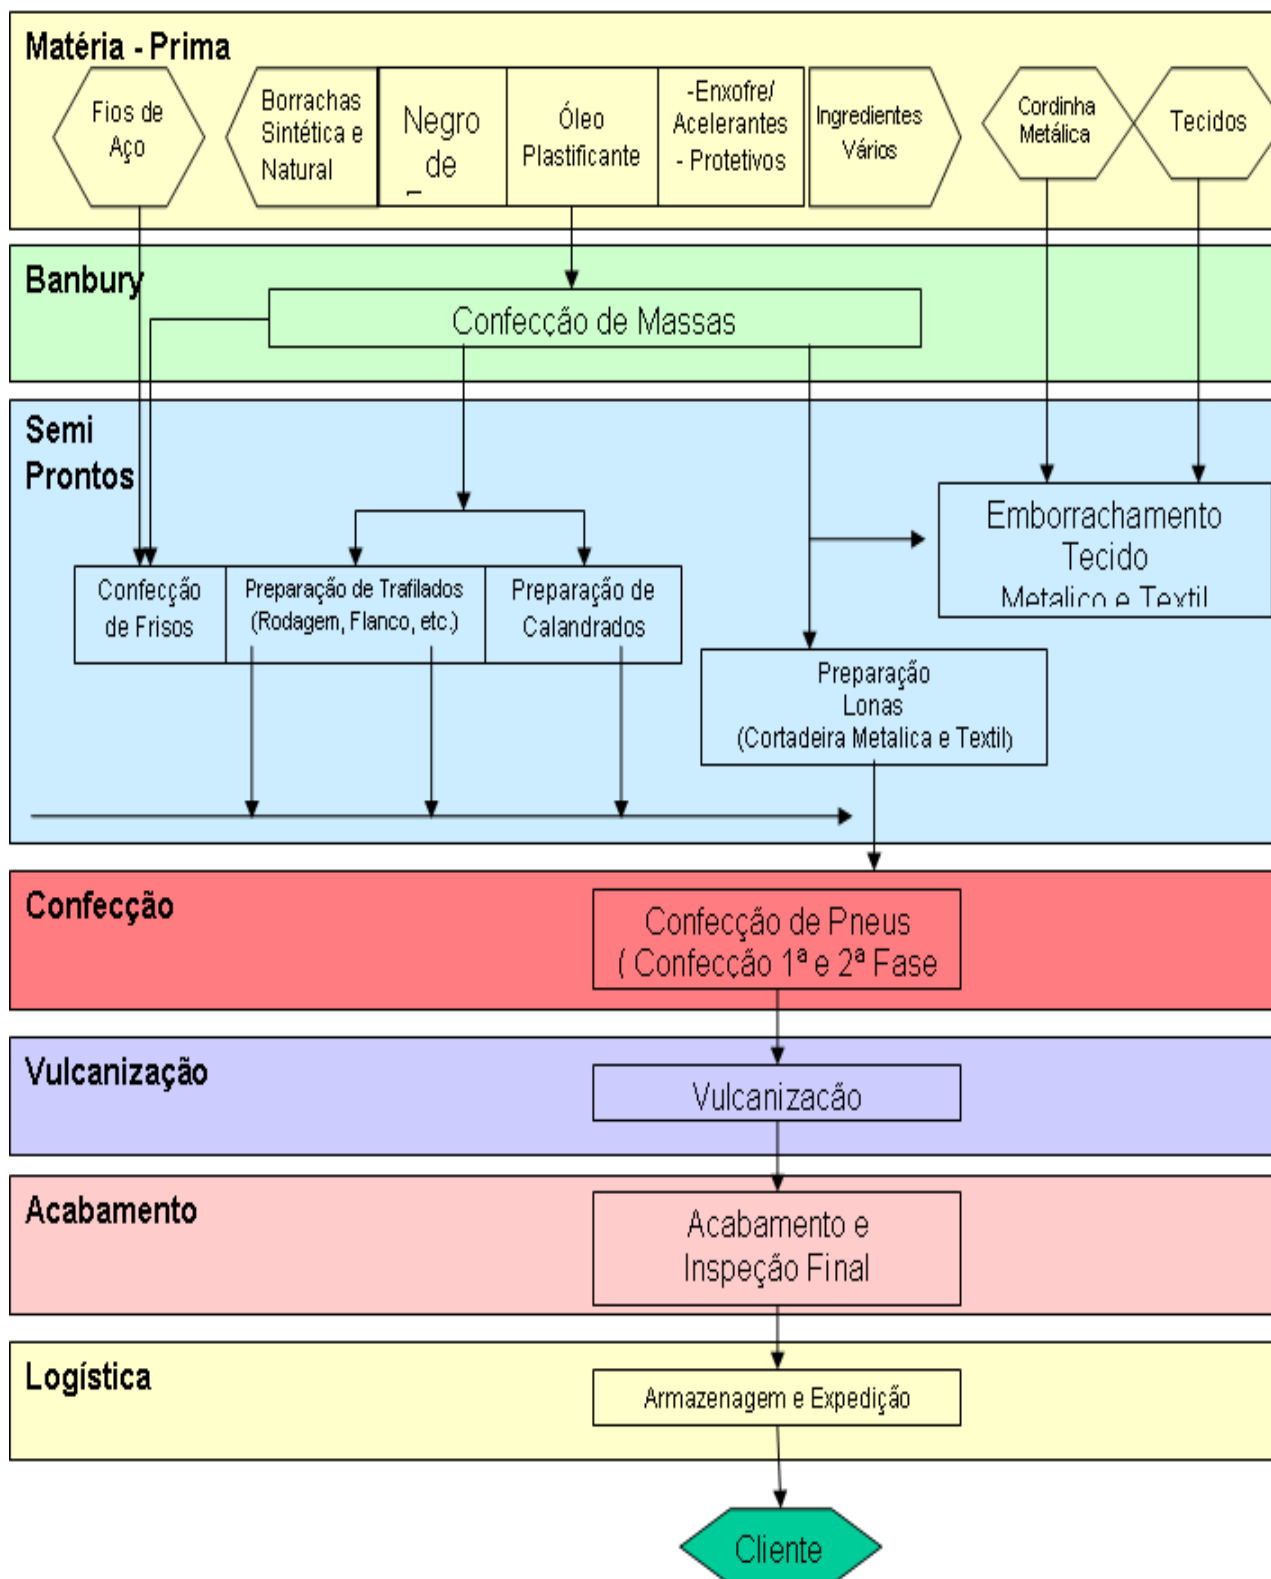 Matéria - Prima
Fios de
Aço
Borrachas
Sintética e
Natural
Negro
de
Óleo
Plastificante
-Enxofre/
Acelerantes
- Protetivos
Ingredientes
Vários
Cordinha
Metálica
Tecidos
Banbury
Confecção de Massas
Semi
Prontos
Emborrachamento
Tecido
Metalico e Textil
Confecção
de Frisos
Preparação de Trafilados
(Rodagem, Flanco, etc.)
Preparação de
Calandrados
Preparação
Lonas
(Cortadeira Metalica e Textil)
Confecção
Confecção de Pneus
( Confecção 1ª e 2ª Fase
Vulcanização
Vulcanizacão
Acabamento
Acabamento e
Inspeção Final
Logística
Armazenagem e Expedição
Cliente